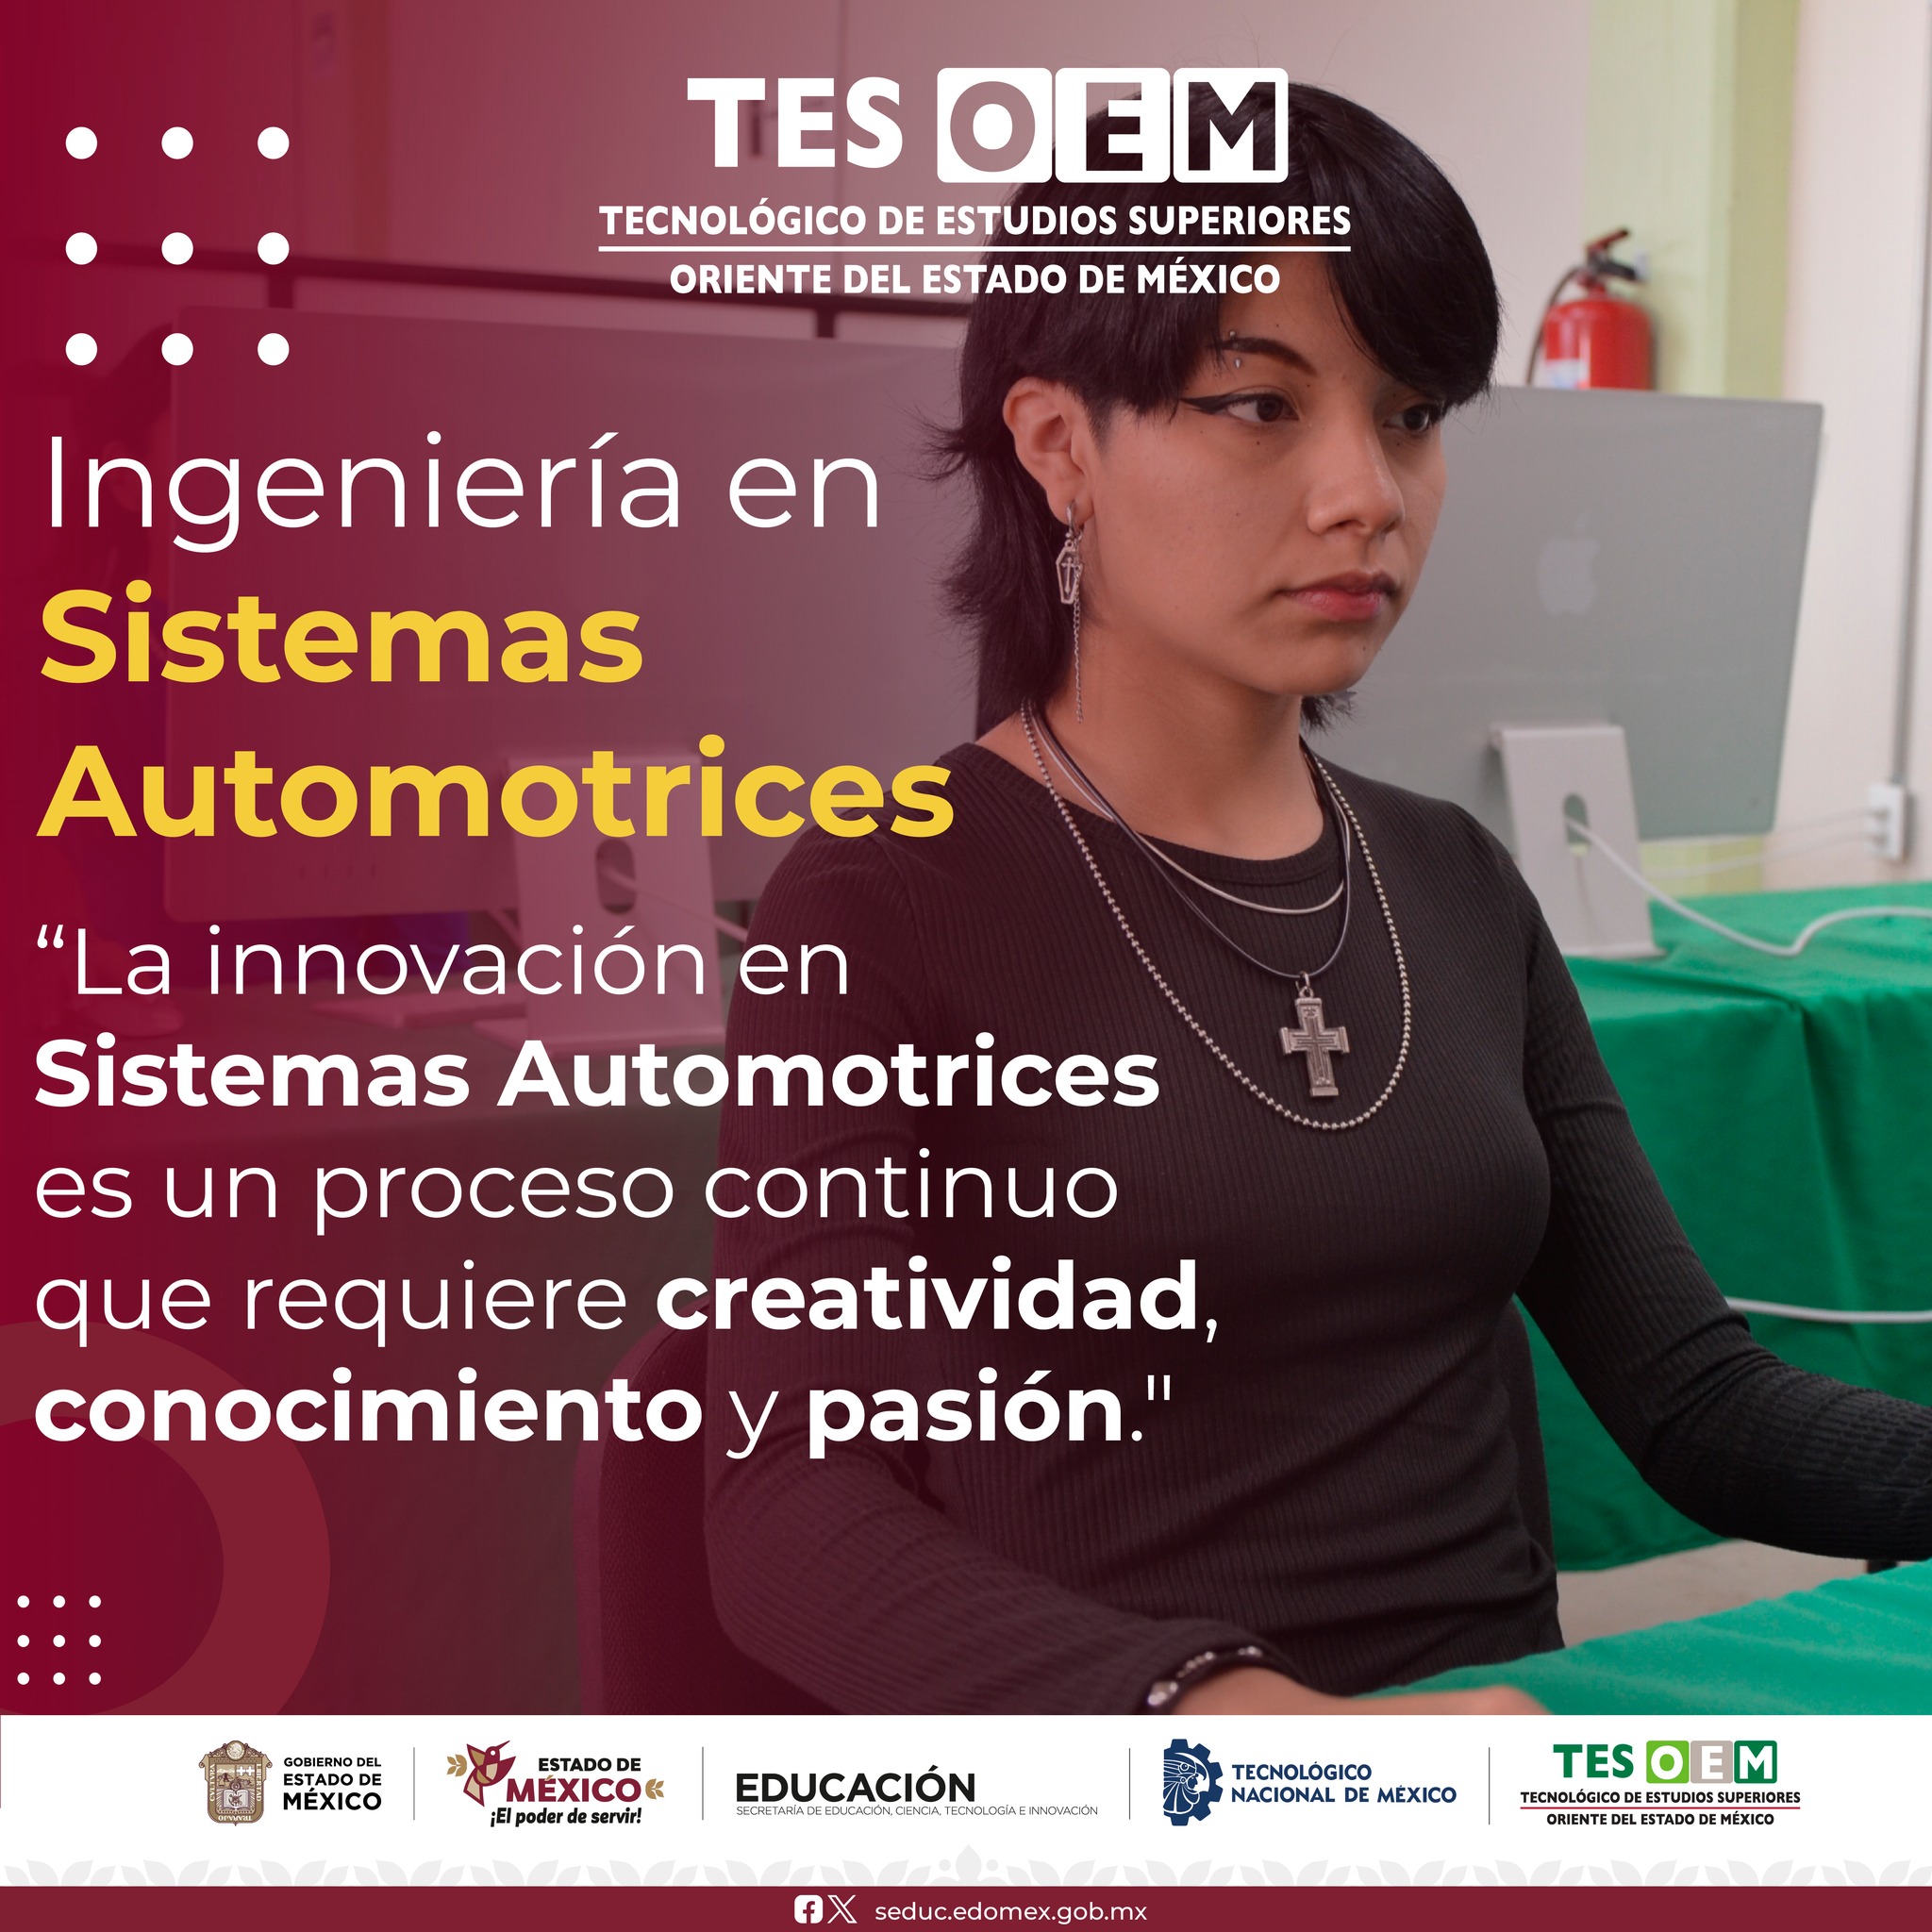 TES OEM
TECNOLÓGICO DE ESTUDIOS SUPERIORES
ORIENTE DEL ESTADO DE MÉXICO
Ingeniería en
Sistemas
Automotrices
“La innovación en
Sistemas Automotrices
es un proceso continuo
que requiere creatividad,
conocimiento y pasión."
GOBIERNO DEL
ESTADO DE
MÉXICO
ESTADO DE
MÉXICO
¡El poder de servir!
EDUCACIÓN
SECRETARÍA DE EDUCACIÓN, CIENCIA, TECNOLOGÍA E INNOVACIÓN
TECNOLÓGICO
NACIONAL DE MÉXICO
TES OEM
TECNOLÓGICO DE ESTUDIOS SUPERIORES
ORIENTE DEL ESTADO DE MÉXICO
seduc.edomex.gob.mx